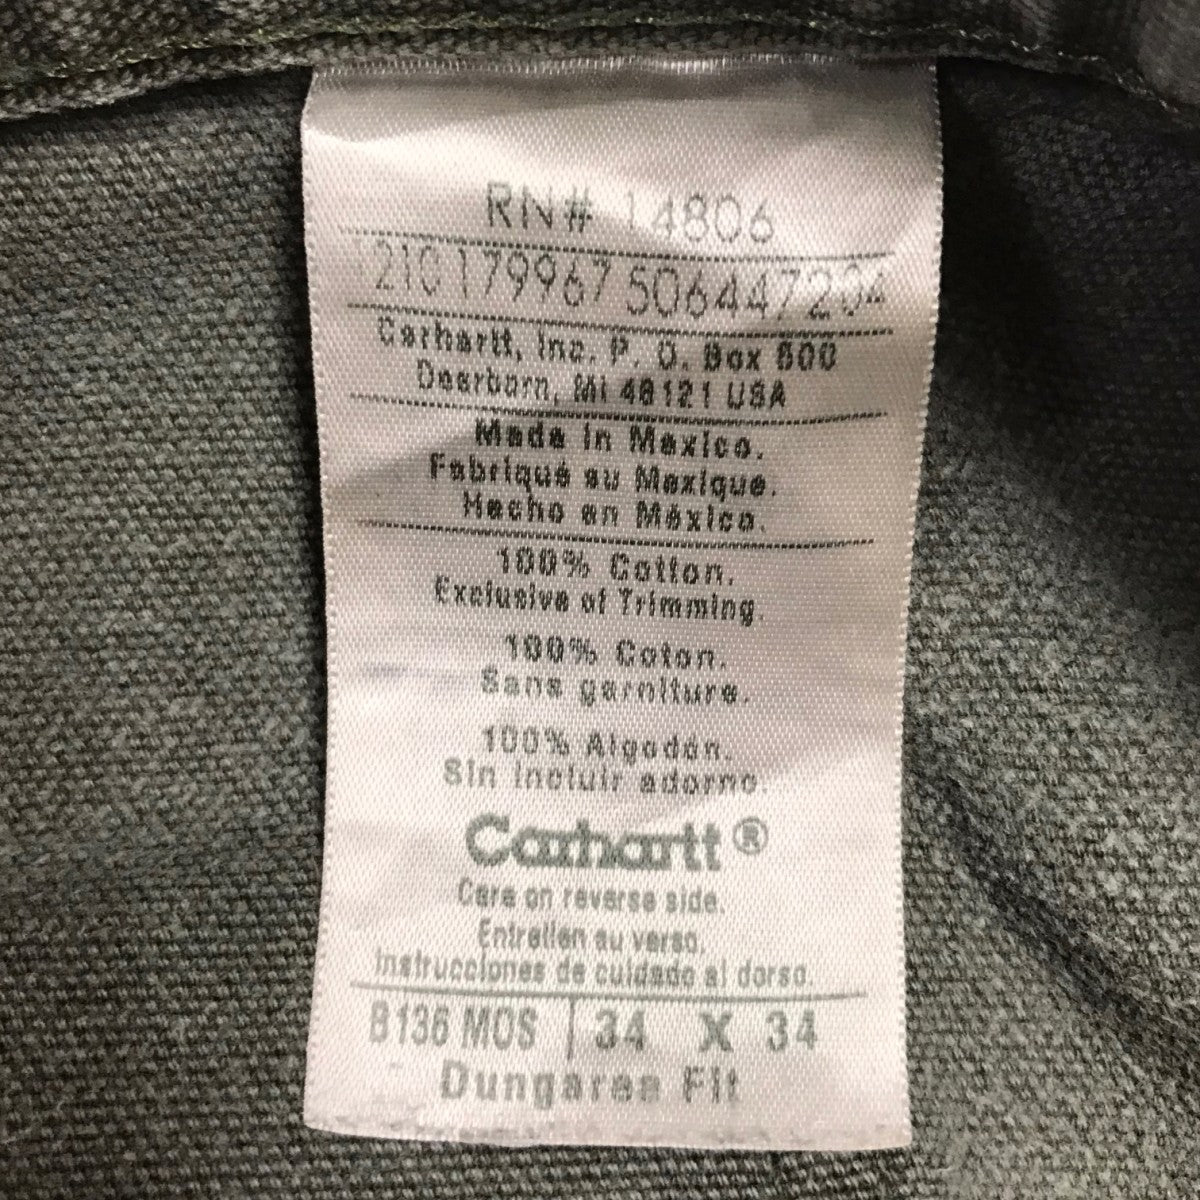 RN# 14806
210179967 506447204
Carhartt, Inc. P. O. Box 600
Dearborn, MI 48121 USA
Made in Mexico.
Fabriqué au Mexique.
Hecho en México.
100% Cotton.
Exclusive of Trimming.
100% Coton.
Sans garniture.
100% Algodón.
Sin incluir adorno.
Carhartt®
Care on reverse side.
Entretien au verso.
Instrucciones de cuidado al dorso.
B136 MOS | 34 X 34
Dungaree Fit